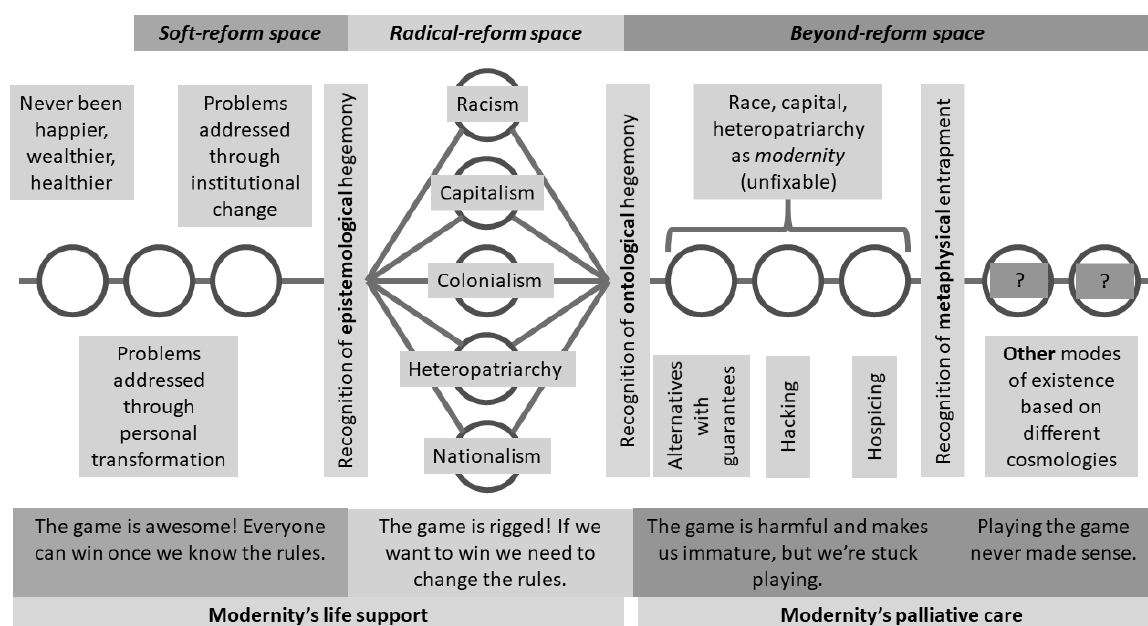 Soft-reform space
Radical-reform space
Beyond-reform space
Never been
happier,
wealthier,
healthier
Problems
addressed
through
institutional
change
Problems
addressed
through
personal
transformation
Recognition of epistemological hegemony
Racism
Capitalism
Colonialism
Heteropatriarchy
Nationalism
Recognition of ontological hegemony
Race, capital,
heteropatriarchy
as modernity
(unfixable)
Alternatives
with
guarantees
Hacking
Hospicing
Recognition of metaphysical entrapment
?
?
Other modes
of existence
based on
different
cosmologies
The game is awesome! Everyone
can win once we know the rules.
The game is rigged! If we
want to win we need to
change the rules.
The game is harmful and makes
us immature, but we’re stuck
playing.
Playing the game
never made sense.
Modernity’s life support
Modernity’s palliative care